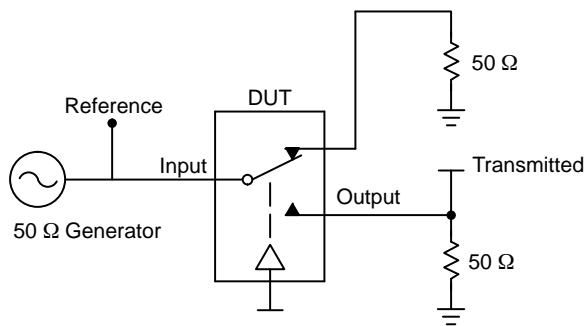 50 Ω
DUT
Reference
Input
Transmitted
Output
50 Ω Generator
50 Ω